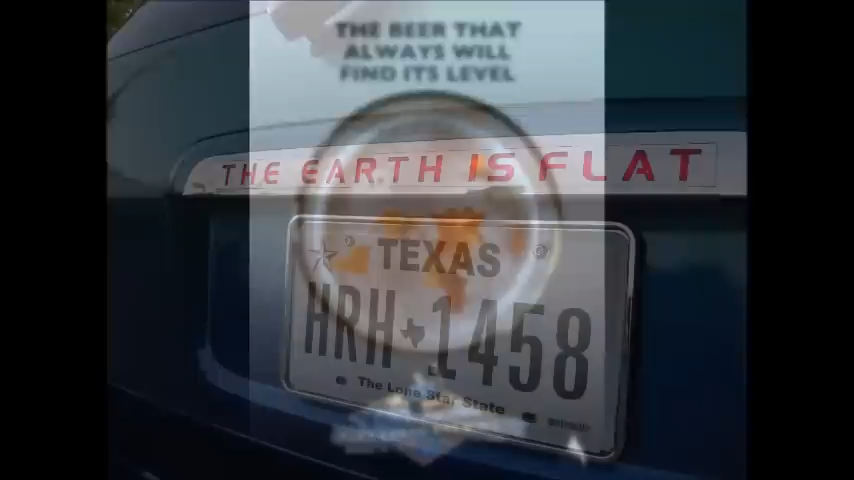 THE BEER THAT
ALWAYS WILL
FIND ITS LEVEL
THE EARTH IS FLAT
TEXAS
HRH 1458
The Lone Star State